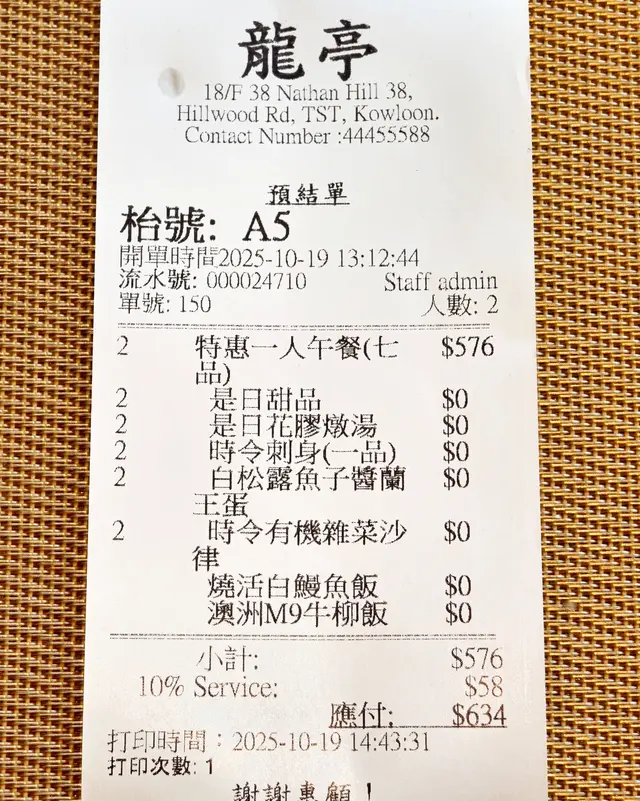 龍亭
18/F 38 Nathan Hill 38,
Hillwood Rd, TST, Kowloon.
Contact Number :44455588
預結單
枱號: A5
開單時間2025-10-19 13:12:44
流水號: 000024710 Staff admin
單號: 150 人數: 2
2 特惠一人午餐(七 $576
品)
2 是日甜品 $0
2 是日花膠燉湯 $0
2 時令刺身(一品) $0
2 白松露魚子醬蘭 $0
王蛋
2 時令有機雜菜沙 $0
律
燒活白鰻魚飯 $0
澳洲M9牛柳飯 $0
小計: $576
10% Service: $58
應付: $634
打印時間：2025-10-19 14:43:31
打印次數: 1
謝謝惠顧！